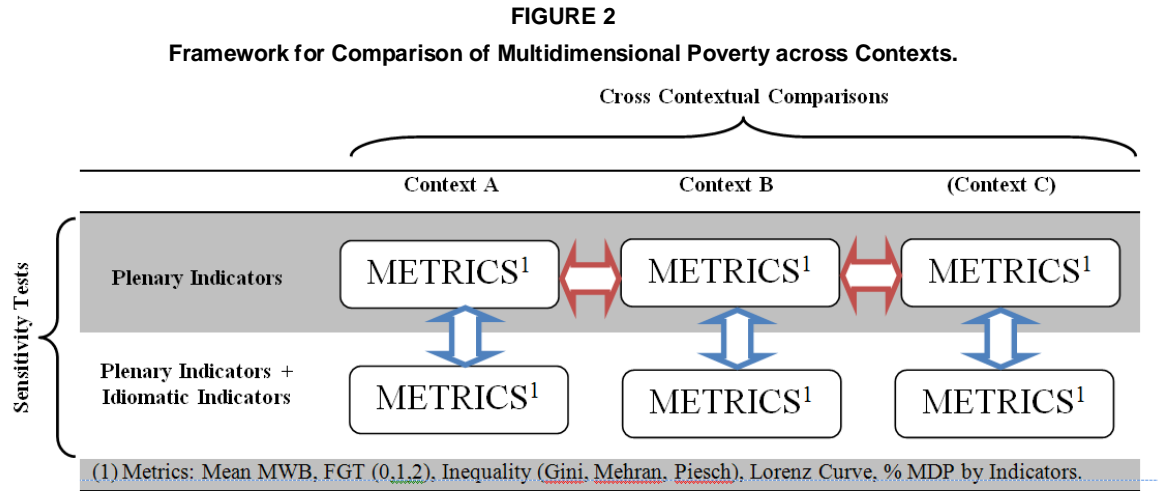 FIGURE 2
Framework for Comparison of Multidimensional Poverty across Contexts.
Cross Contextual Comparisons
Context A Context B (Context C)
Sensitivity Tests
Plenary Indicators METRICS¹ METRICS¹ METRICS¹
Plenary Indicators +
Idiomatic Indicators METRICS¹ METRICS¹ METRICS¹
(1) Metrics: Mean MWB, FGT (0,1,2), Inequality (Gini, Mehran, Piesch), Lorenz Curve, % MDP by Indicators.